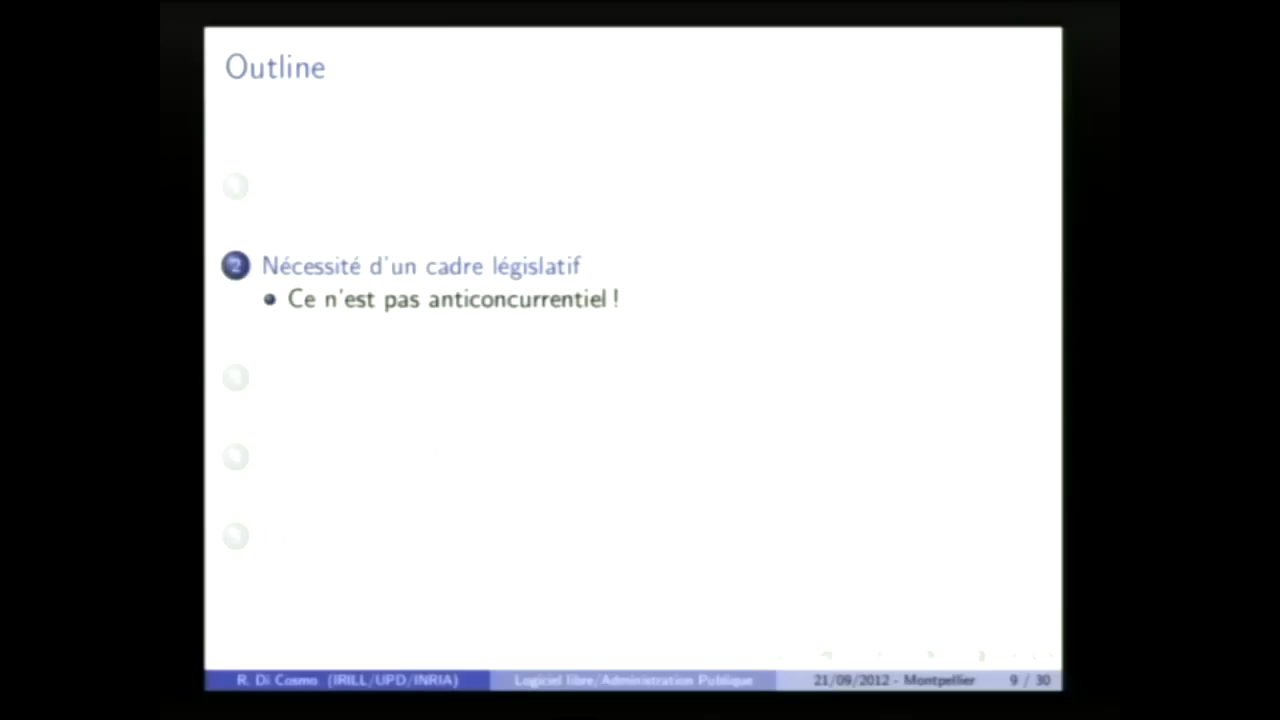 Outline
2 Nécessité d'un cadre législatif
Ce n'est pas anticoncurrentiel !
R. Di Cosmo (IRILL/UPD/INRIA) Logiciel libre/Administration Publique 21/09/2012 - Montpellier 9 / 30